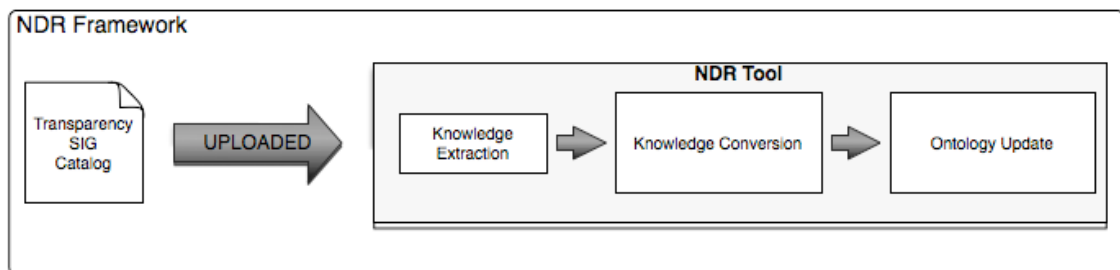 NDR Framework
NDR Tool
Transparency
SIG
Catalog
UPLOADED
Knowledge
Extraction
Knowledge Conversion
Ontology Update